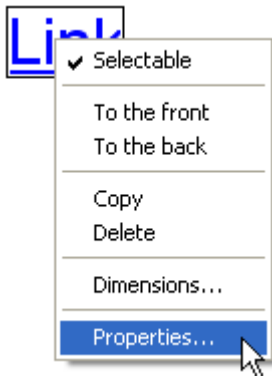 Link
Selectable
To the front
To the back
Copy
Delete
Dimensions...
Properties...